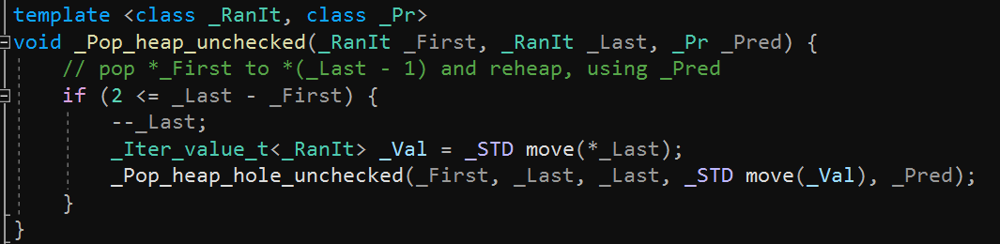 template <class _RanIt, class _Pr>
void _Pop_heap_unchecked(_RanIt _First, _RanIt _Last, _Pr _Pred) {
    // pop *_First to *(_Last - 1) and reheap, using _Pred
    if (2 <= _Last - _First) {
        --_Last;
        _Iter_value_t<_RanIt> _Val = _STD move(*_Last);
        _Pop_heap_hole_unchecked(_First, _Last, _Last, _STD move(_Val), _Pred);
    }
}